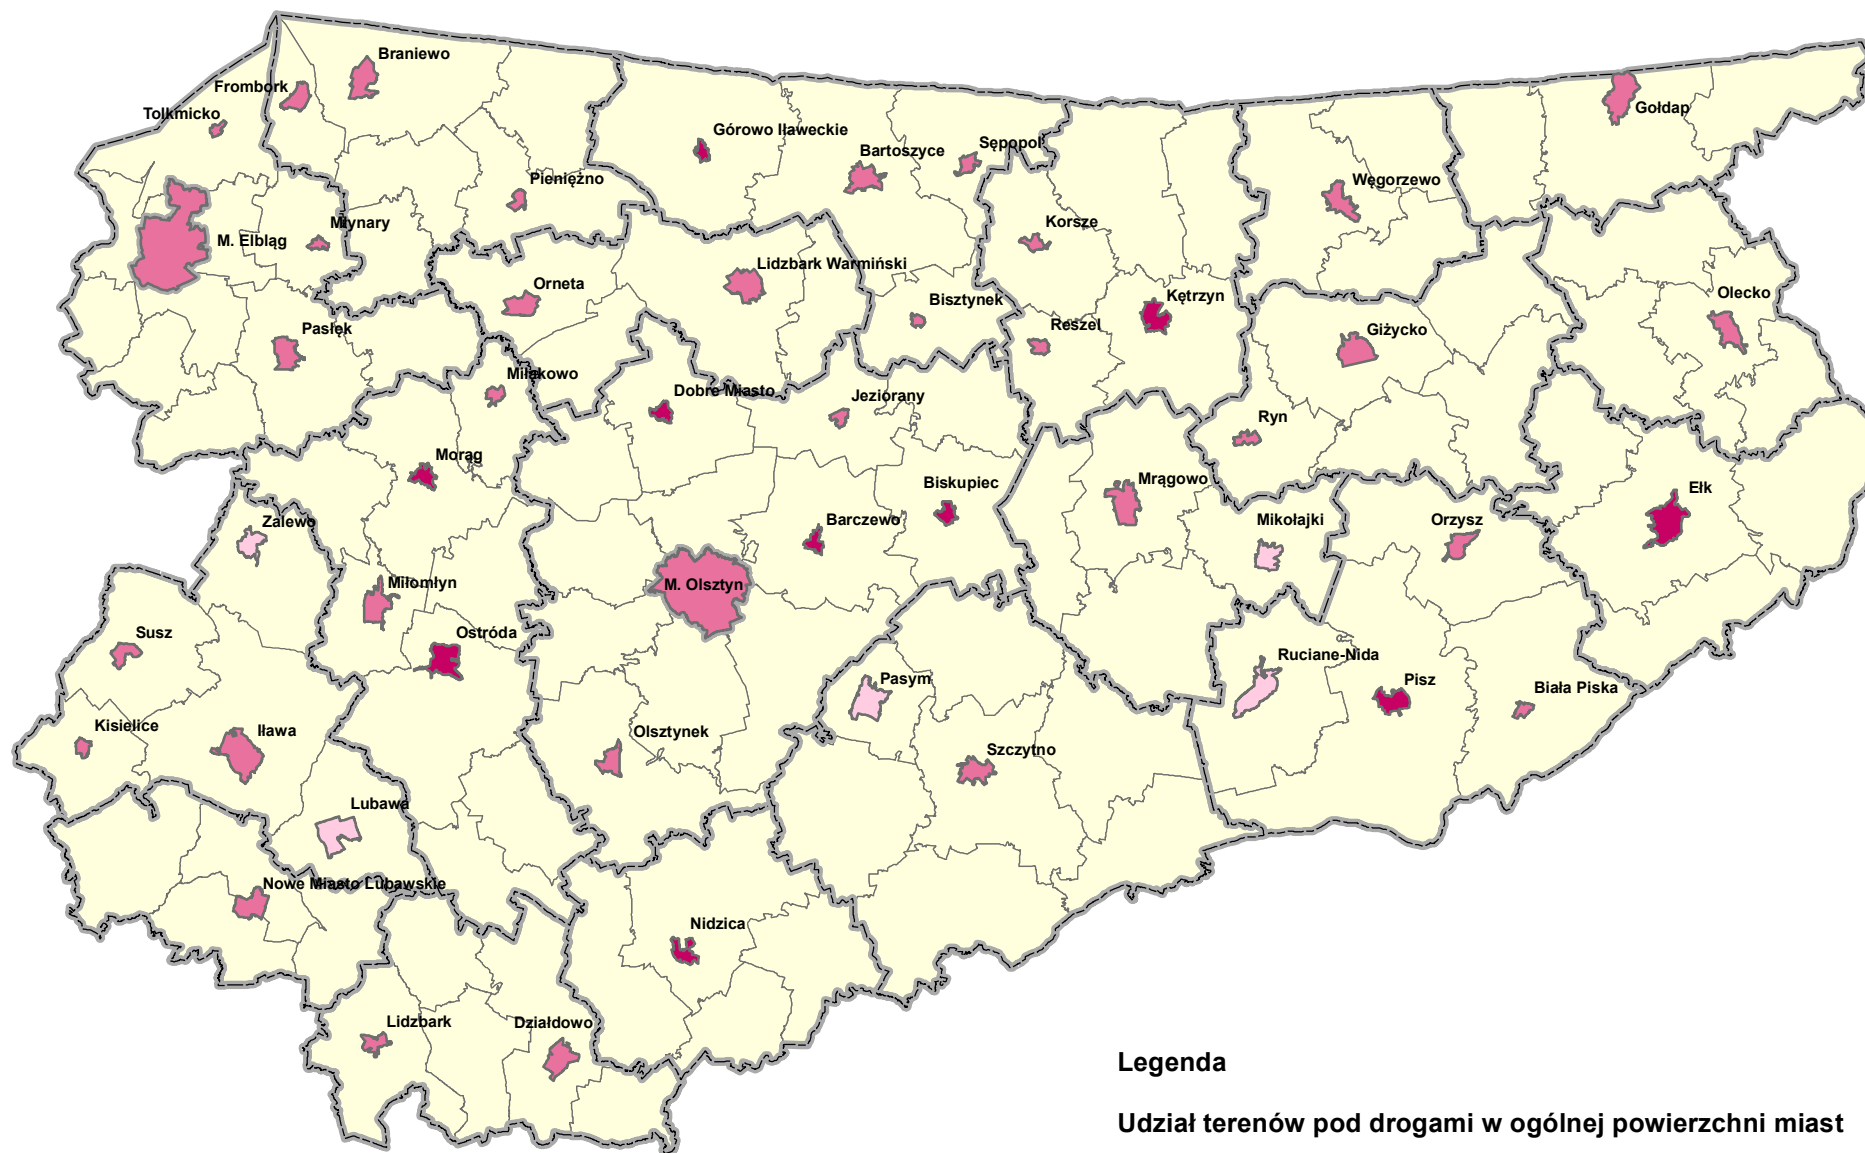 Braniewo
Frombork
Tolkmicko
Gołdap
Górowo Iławeckie
Bartoszyce
Sępopol
Pieniężno
Węgorzewo
M. Elbląg
Młynary
Korsze
Lidzbark Warmiński
Orneta
Bisztynek
Kętrzyn
Olecko
Pasłęk
Reszel
Giżycko
Miłakowo
Dobre Miasto
Jeziorany
Ryn
Morąg
Biskupiec
Mrągowo
Ełk
Zalewo
Barczewo
Mikołajki
Orzysz
Miłomłyn
M. Olsztyn
Susz
Ostróda
Ruciane-Nida
Pasym
Pisz
Biała Piska
Kisielice
Iława
Olsztynek
Szczytno
Lubawa
Nowe Miasto Lubawskie
Nidzica
Lidzbark
Działdowo
Legenda
Udział terenów pod drogami w ogólnej powierzchni miast